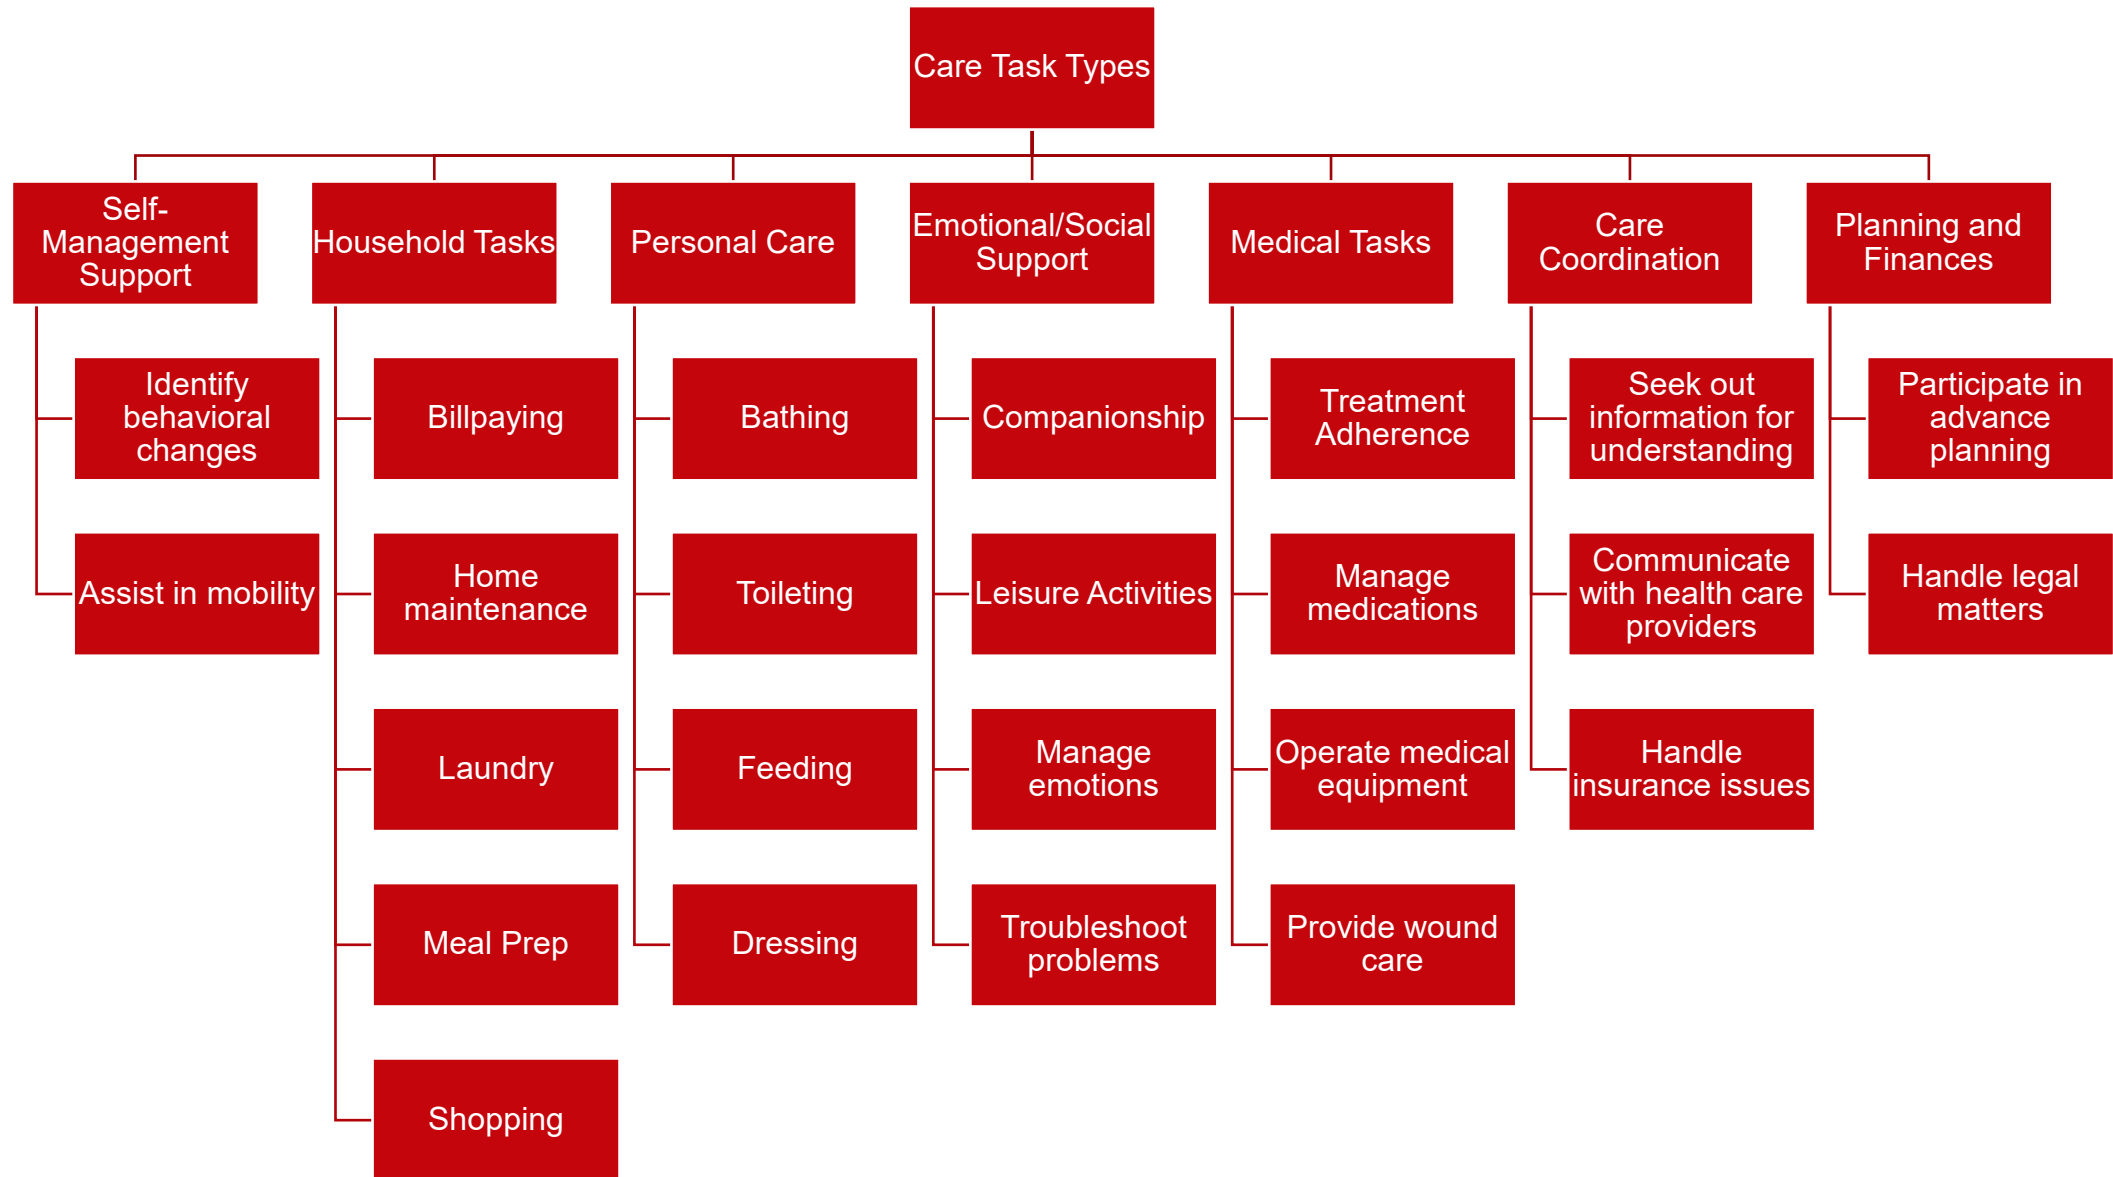 Care Task Types
Self-
Management
Support
Identify
behavioral
changes
Assist in mobility
Household Tasks
Billpaying
Home
maintenance
Laundry
Meal Prep
Shopping
Personal Care
Bathing
Toileting
Feeding
Dressing
Emotional/Social
Support
Companionship
Leisure Activities
Manage
emotions
Troubleshoot
problems
Medical Tasks
Treatment
Adherence
Manage
medications
Operate medical
equipment
Provide wound
care
Care
Coordination
Seek out
information for
understanding
Communicate
with health care
providers
Handle
insurance issues
Planning and
Finances
Participate in
advance
planning
Handle legal
matters